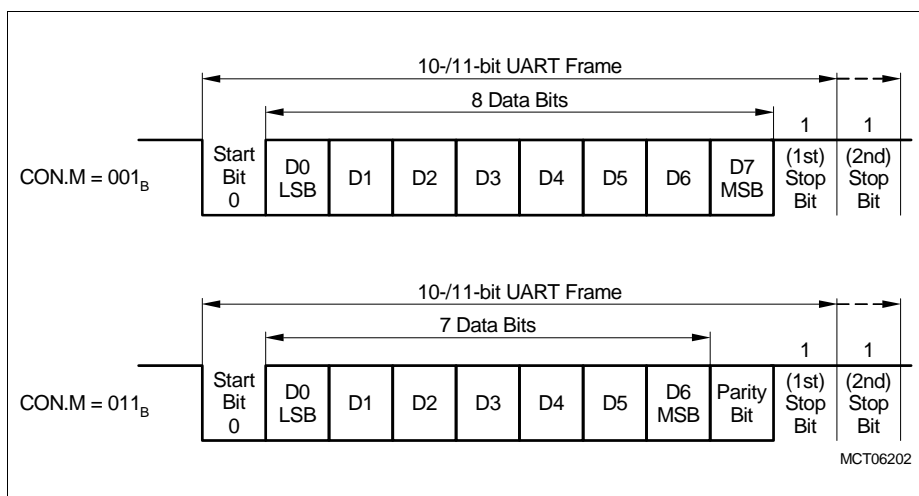 10-/11-bit UART Frame
8 Data Bits
1 1
CON.M = 001B
Start Bit 0
D0 LSB
D1
D2
D3
D4
D5
D6
D7 MSB
(1st) Stop Bit
(2nd) Stop Bit
10-/11-bit UART Frame
7 Data Bits
1 1
CON.M = 011B
Start Bit 0
D0 LSB
D1
D2
D3
D4
D5
D6 MSB
Parity Bit
(1st) Stop Bit
(2nd) Stop Bit
MCT06202